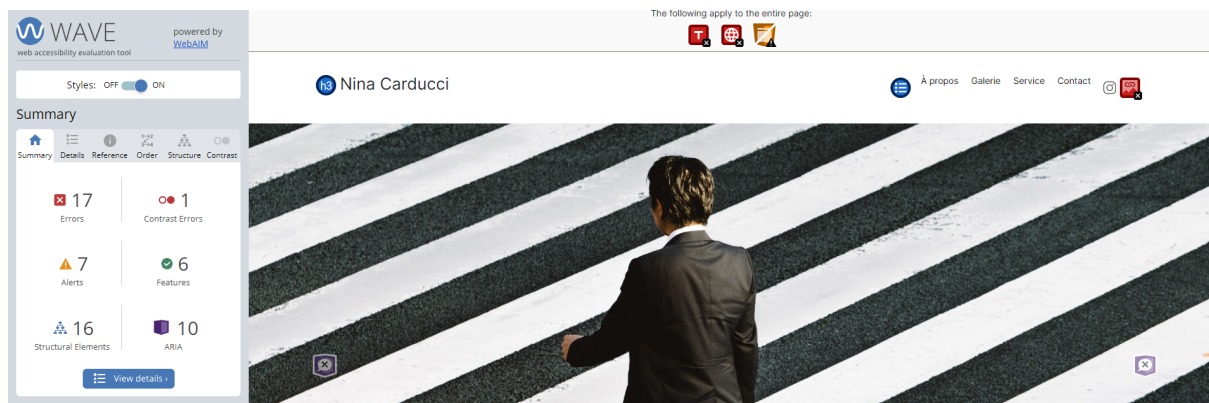 WAVE
web accessibility evaluation tool
powered by
WebAIM
Styles: OFF ON
Summary
Summary Details Reference Order Structure Contrast
17
Errors
1
Contrast Errors
7
Alerts
6
Features
16
Structural Elements
10
ARIA
View details ›
The following apply to the entire page:
T
h3 Nina Carducci
À propos Galerie Service Contact